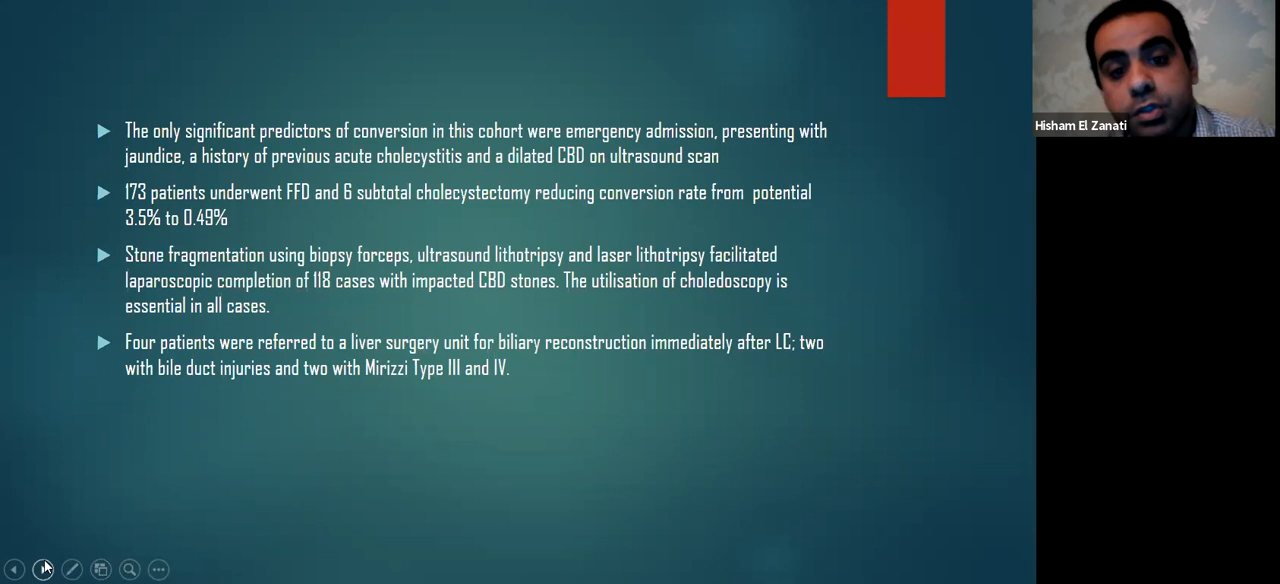 The only significant predictors of conversion in this cohort were emergency admission, presenting with
jaundice, a history of previous acute cholecystitis and a dilated CBD on ultrasound scan
173 patients underwent FFD and 6 subtotal cholecystectomy reducing conversion rate from potential
3.5% to 0.49%
Stone fragmentation using biopsy forceps, ultrasound lithotripsy and laser lithotripsy facilitated
laparoscopic completion of 118 cases with impacted CBD stones. The utilisation of choledoscopy is
essential in all cases.
Four patients were referred to a liver surgery unit for biliary reconstruction immediately after LC; two
with bile duct injuries and two with Mirizzi Type III and IV.
Hisham El Zanati